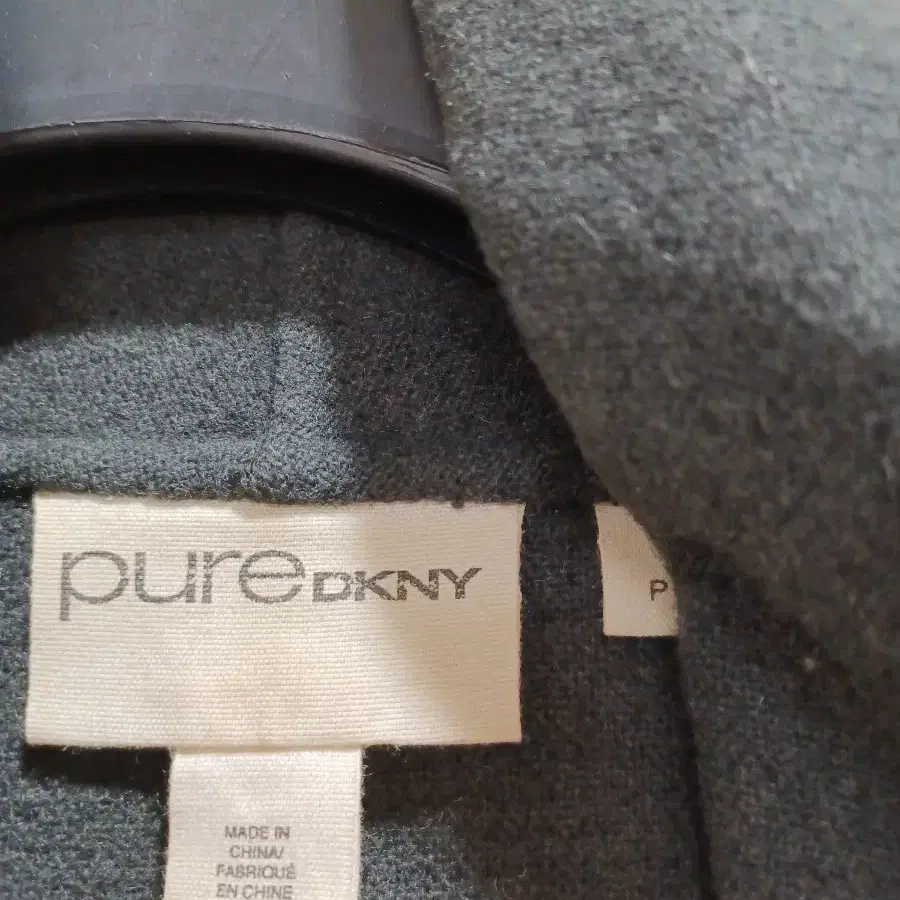 pure DKNY
P
MADE IN
CHINA/
FABRIQUÉ
EN CHINE